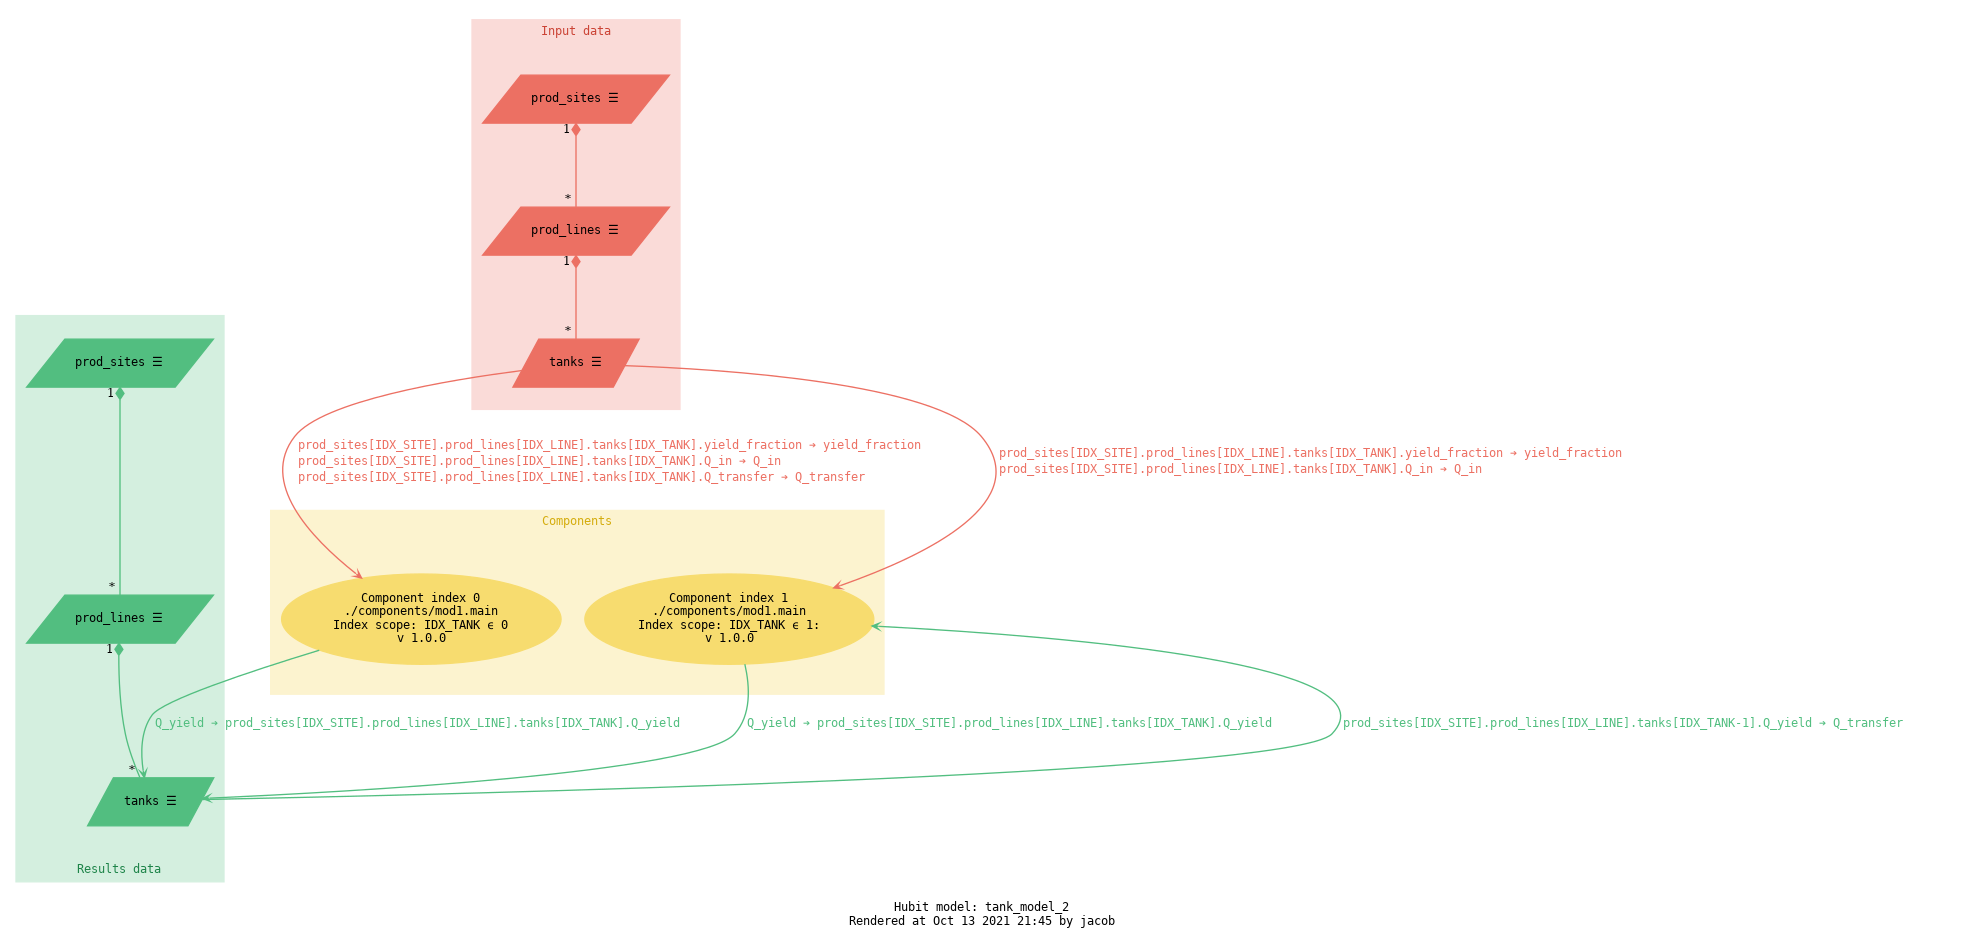 Input data
prod_sites ☰
1
*
prod_lines ☰
1
*
tanks ☰
prod_sites[IDX_SITE].prod_lines[IDX_LINE].tanks[IDX_TANK].yield_fraction ➔ yield_fraction
prod_sites[IDX_SITE].prod_lines[IDX_LINE].tanks[IDX_TANK].Q_in ➔ Q_in
prod_sites[IDX_SITE].prod_lines[IDX_LINE].tanks[IDX_TANK].Q_transfer ➔ Q_transfer
prod_sites[IDX_SITE].prod_lines[IDX_LINE].tanks[IDX_TANK].yield_fraction ➔ yield_fraction
prod_sites[IDX_SITE].prod_lines[IDX_LINE].tanks[IDX_TANK].Q_in ➔ Q_in
Components
Component index 0
./components/mod1.main
Index scope: IDX_TANK ϵ 0
v 1.0.0
Component index 1
./components/mod1.main
Index scope: IDX_TANK ϵ 1:
v 1.0.0
prod_sites ☰
1
*
prod_lines ☰
1
*
tanks ☰
Q_yield ➔ prod_sites[IDX_SITE].prod_lines[IDX_LINE].tanks[IDX_TANK].Q_yield
Q_yield ➔ prod_sites[IDX_SITE].prod_lines[IDX_LINE].tanks[IDX_TANK].Q_yield
prod_sites[IDX_SITE].prod_lines[IDX_LINE].tanks[IDX_TANK-1].Q_yield ➔ Q_transfer
Results data
Hubit model: tank_model_2
Rendered at Oct 13 2021 21:45 by jacob